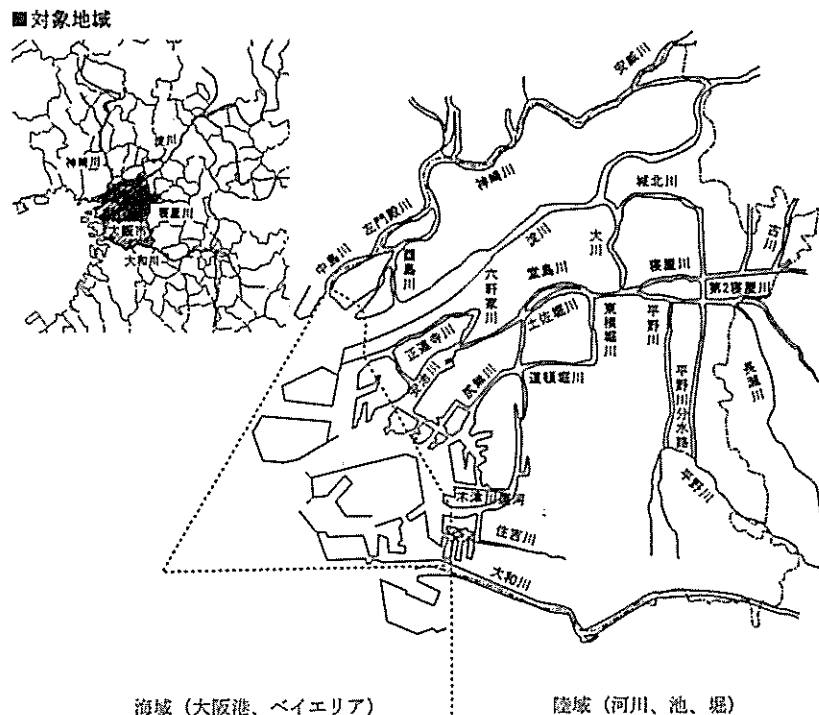 ■対象地域
淀川
神崎川
寝屋川
大阪市
大和川
安威川
神崎川
左門殿川
中島川
西島川
城北川
古川
淀川
大川
六軒家川
堂島川
寝屋川
第2寝屋川
土佐堀川
東横堀川
平野川
正蓮寺川
安治川
尻無川
道頓堀川
平野川分水路
長瀬川
平野川
木津川運河
住吉川
大和川
海域（大阪港、ベイエリア）
陸域（河川、池、堀）